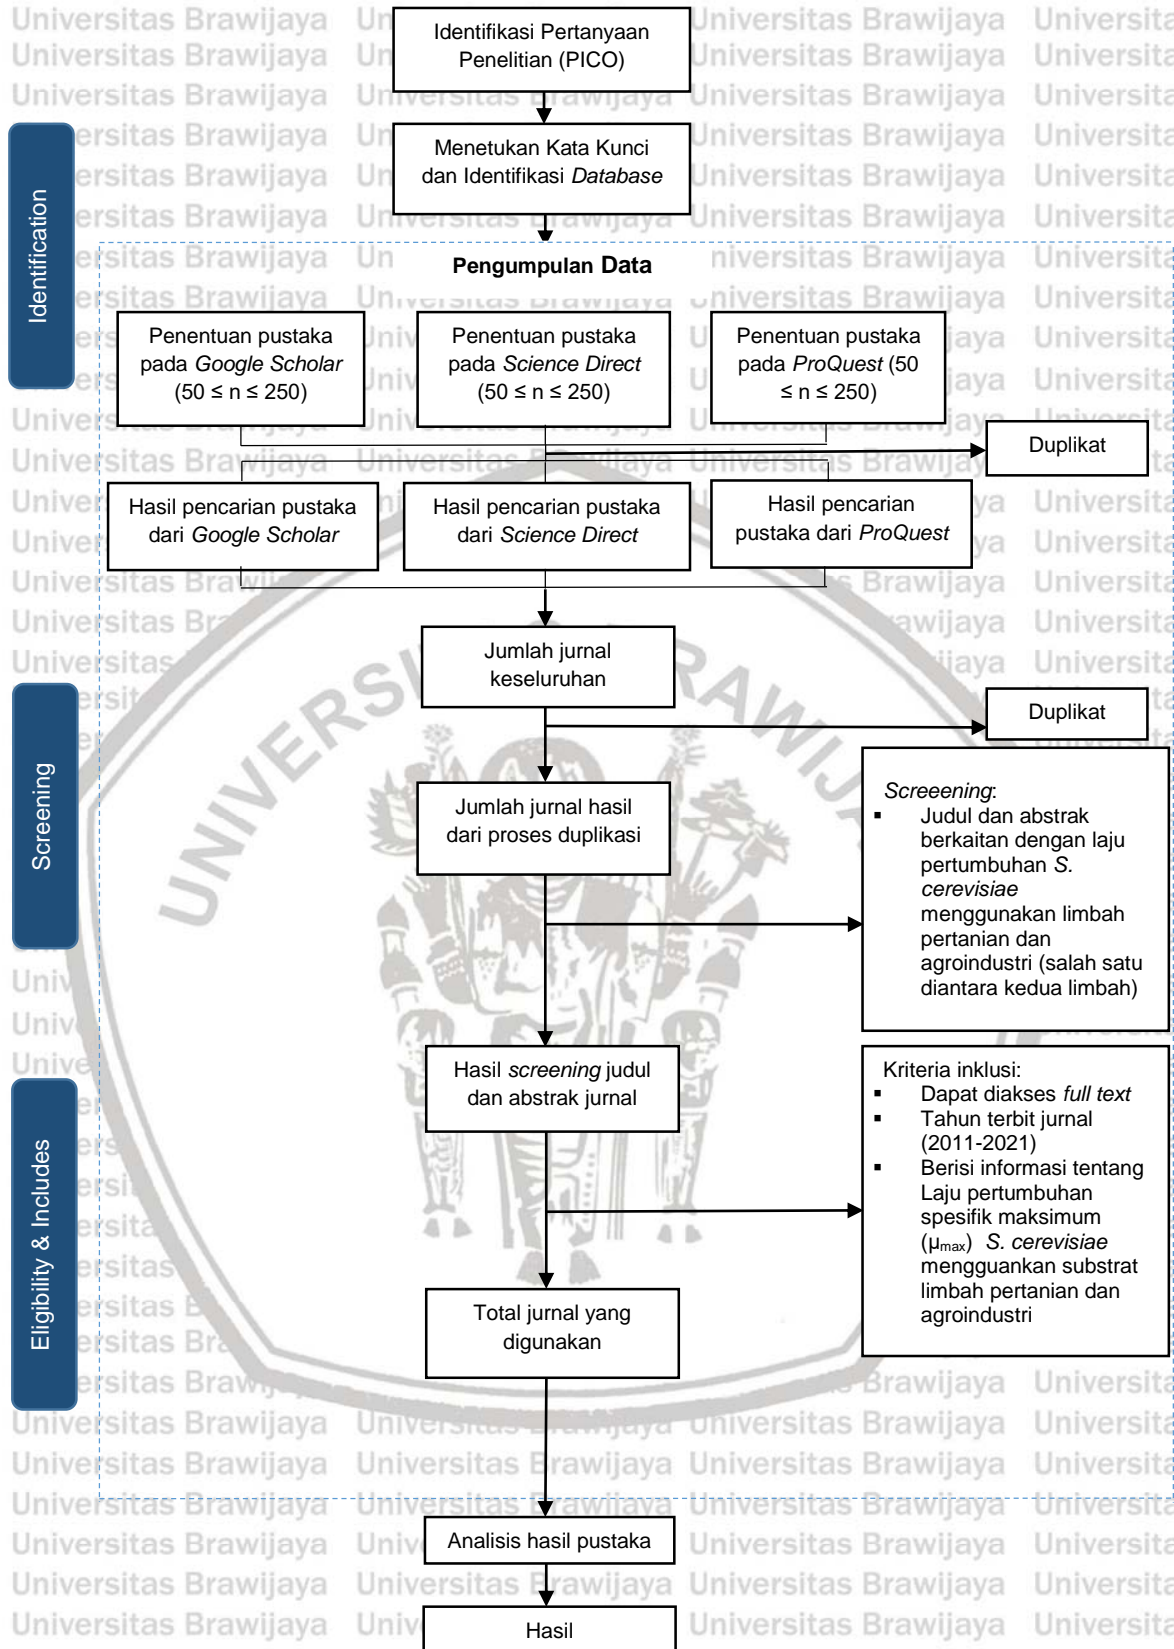 Identifikasi Pertanyaan
Penelitian (PICO)
Menetukan Kata Kunci
dan Identifikasi Database
Identification
Pengumpulan Data
Penentuan pustaka
pada Google Scholar
(50 ≤ n ≤ 250)
Penentuan pustaka
pada Science Direct
(50 ≤ n ≤ 250)
Penentuan pustaka
pada ProQuest (50
≤ n ≤ 250)
Duplikat
Hasil pencarian pustaka
dari Google Scholar
Hasil pencarian pustaka
dari Science Direct
Hasil pencarian
pustaka dari ProQuest
Jumlah jurnal
keseluruhan
Duplikat
Screening
Jumlah jurnal hasil
dari proses duplikasi
Screeening:
▪ Judul dan abstrak
berkaitan dengan laju
pertumbuhan S.
cerevisiae
menggunakan limbah
pertanian dan
agroindustri (salah satu
diantara kedua limbah)
Hasil screening judul
dan abstrak jurnal
Kriteria inklusi:
▪ Dapat diakses full text
▪ Tahun terbit jurnal
(2011-2021)
▪ Berisi informasi tentang
Laju pertumbuhan
spesifik maksimum
(µmax) S. cerevisiae
mengguankan substrat
limbah pertanian dan
agroindustri
Eligibility & Includes
Total jurnal yang
digunakan
Analisis hasil pustaka
Hasil